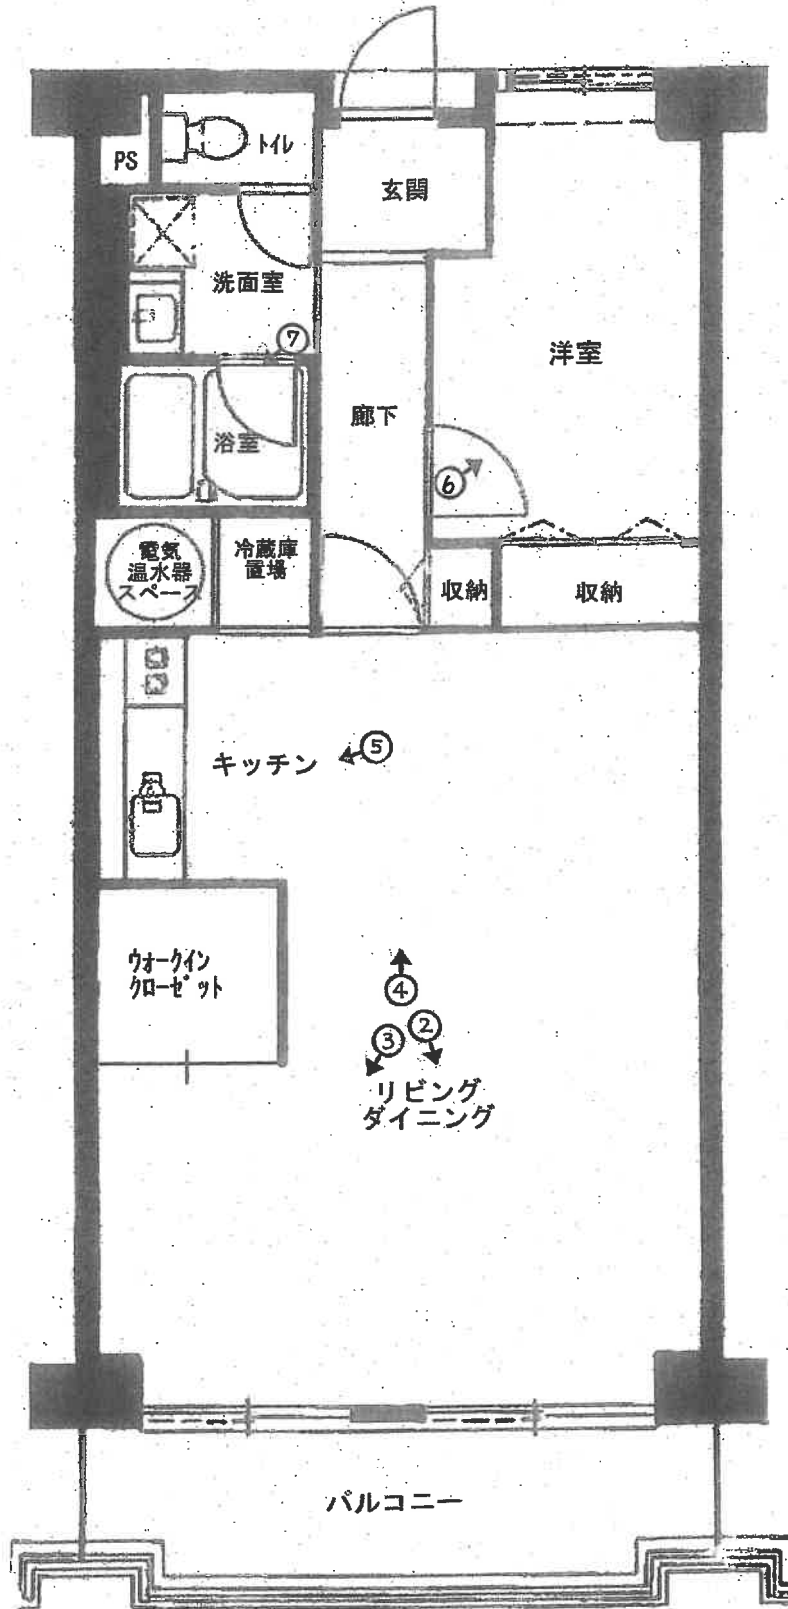 PS
トイレ
玄関
洗面室
⑦
洋室
廊下
浴室
⑥
電気
温水器
スペース
冷蔵庫
置場
収納
収納
キッチン
⑤
ウォークイン
クローゼット
④
③
②
リビング
ダイニング
バルコニー